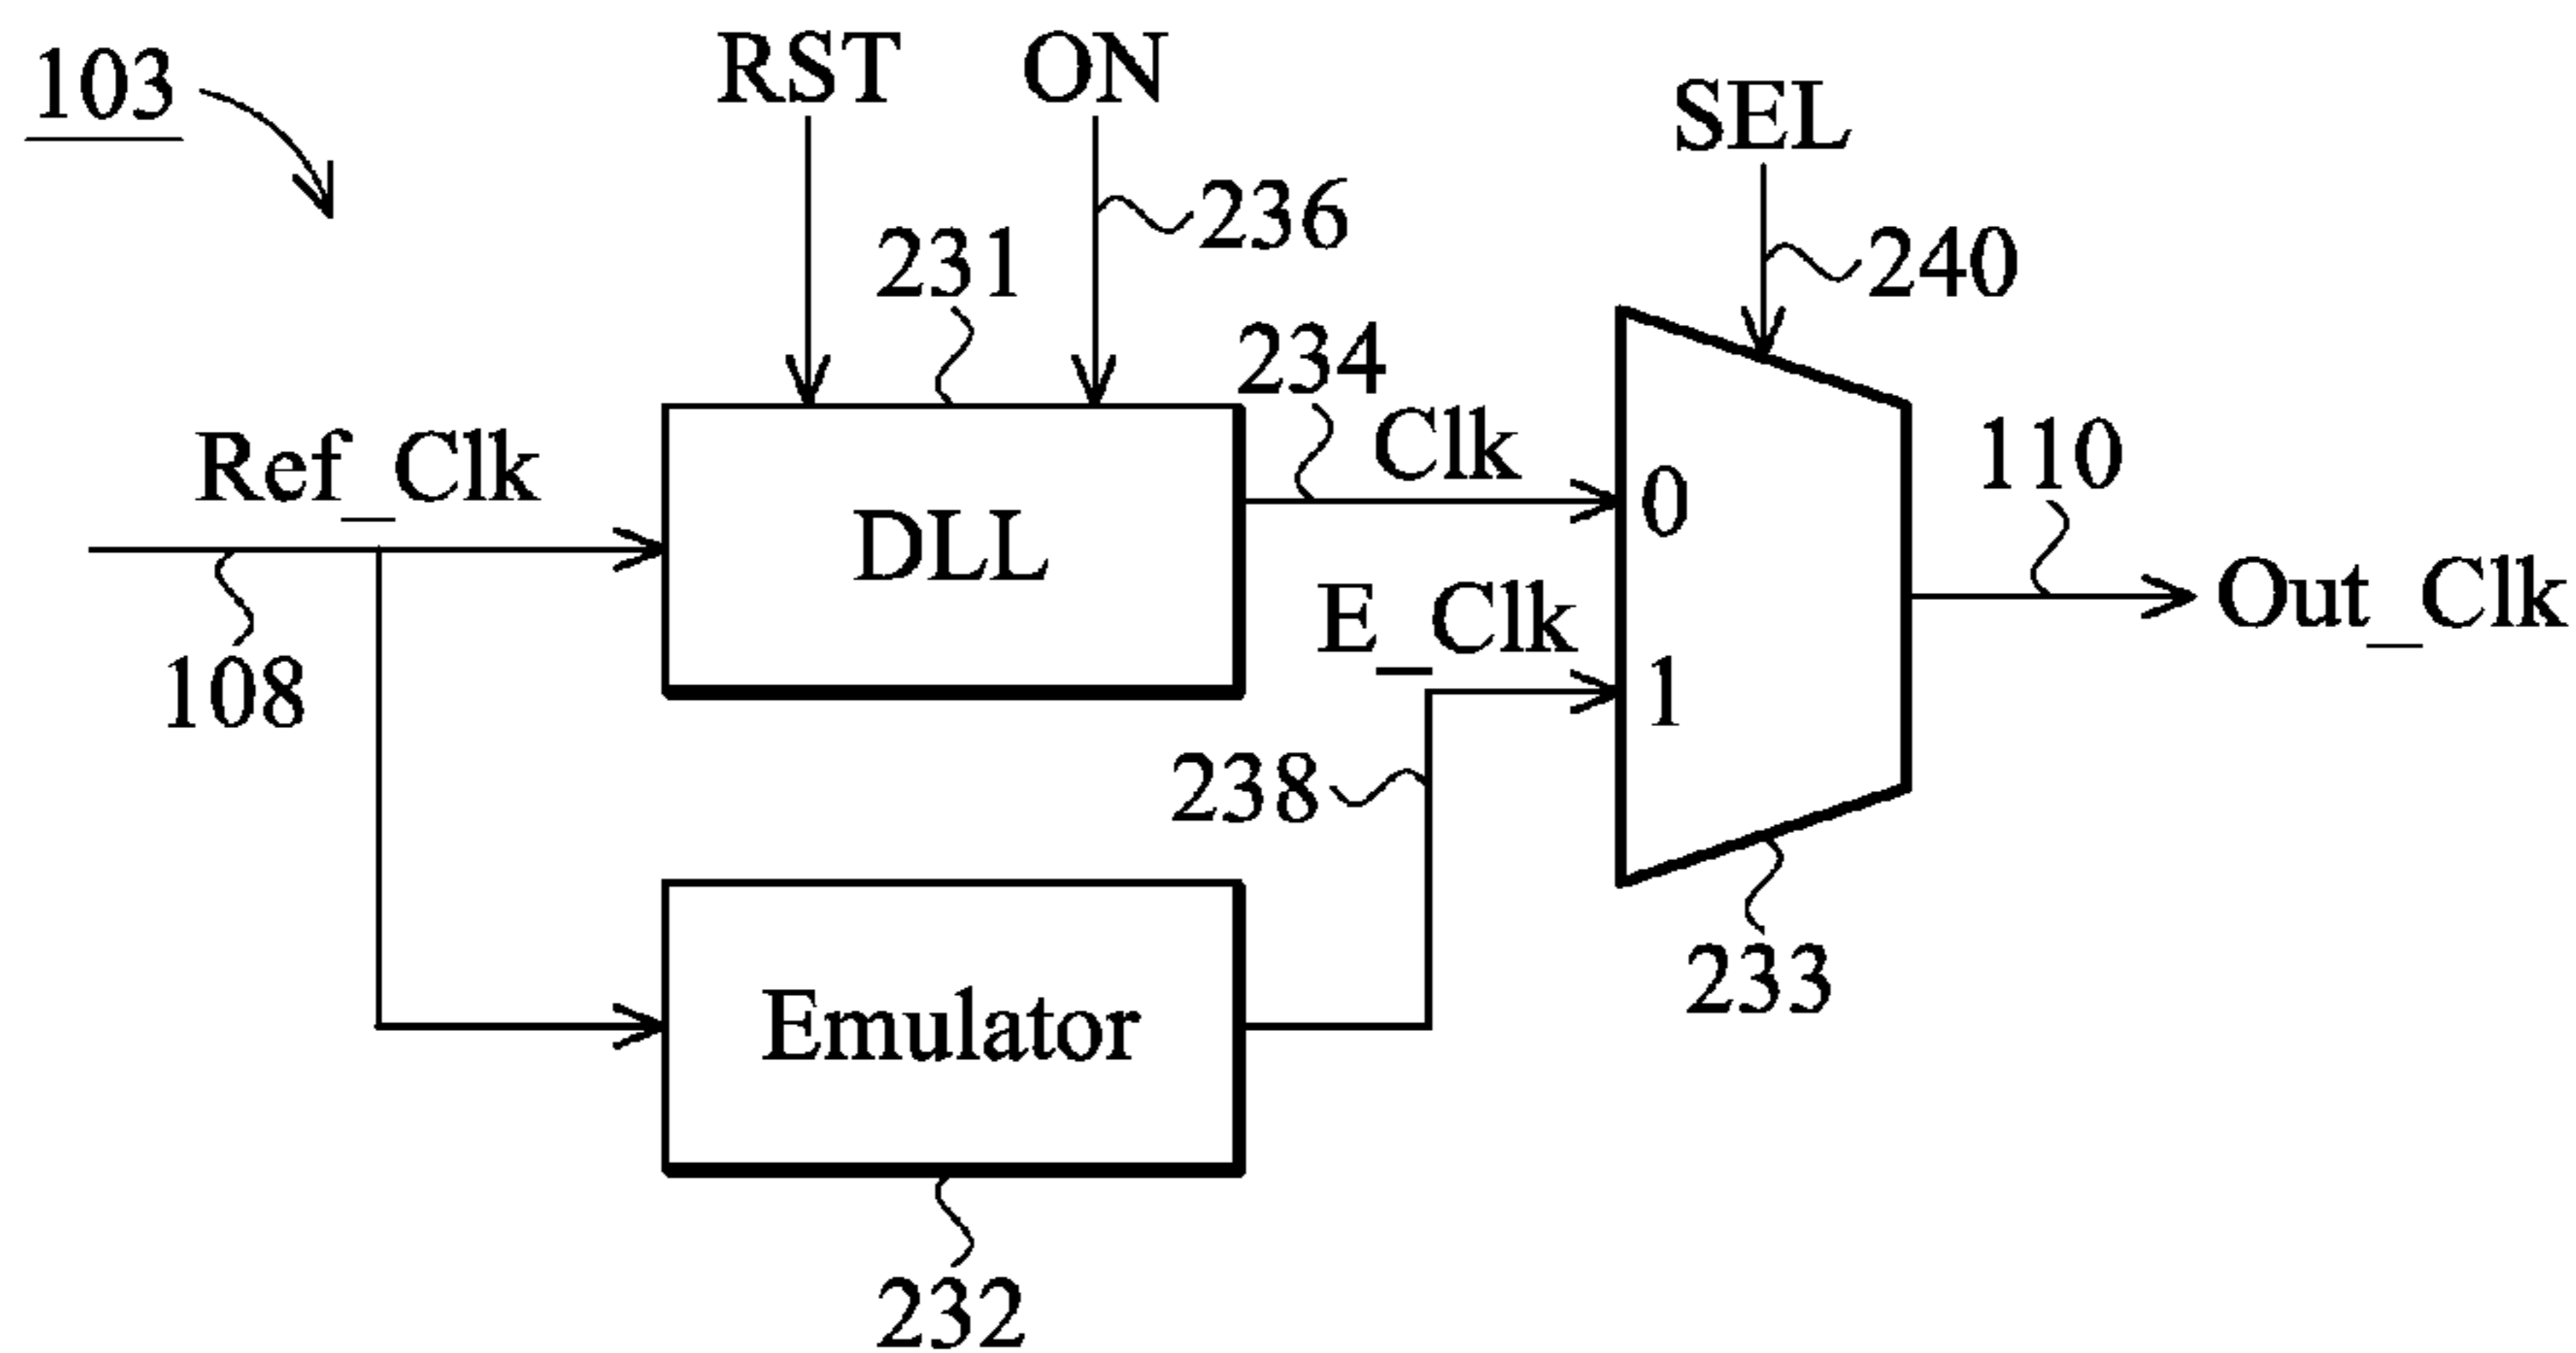 103
RST
ON
SEL
236
231
240
234
Clk
Ref_Clk
110
0
DLL
Out_Clk
E_Clk
108
1
238
233
Emulator
232